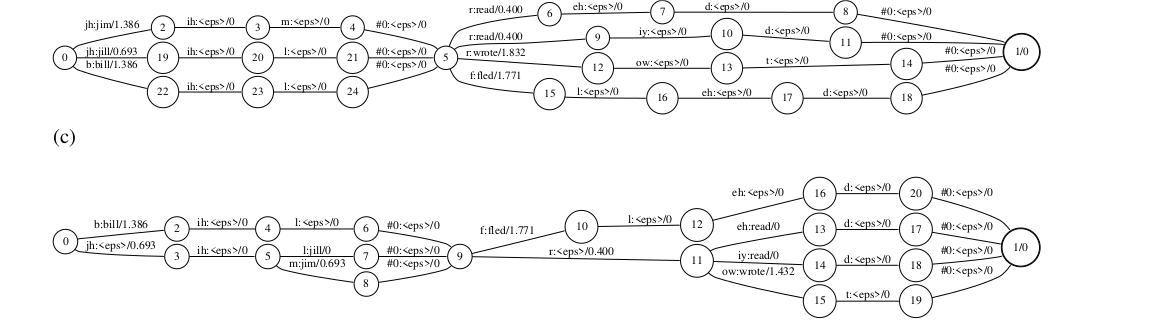 r:read/0.400 6 eh:<eps>/0 7 d:<eps>/0 8 #0:<eps>/0
jh:jim/1.386 2 ih:<eps>/0 3 m:<eps>/0 4 #0:<eps>/0
r:read/0.400 9 iy:<eps>/0 10 d:<eps>/0 11 #0:<eps>/0
0 jh:jill/0.693 19 ih:<eps>/0 20 l:<eps>/0 21 #0:<eps>/0 5 r:wrote/1.832 12 ow:<eps>/0 13 t:<eps>/0 14 #0:<eps>/0 1/0
b:bill/1.386 22 ih:<eps>/0 23 l:<eps>/0 24 #0:<eps>/0
f:fled/1.771 15 l:<eps>/0 16 eh:<eps>/0 17 d:<eps>/0 18 #0:<eps>/0
(c)
eh:<eps>/0 16 d:<eps>/0 20 #0:<eps>/0
b:bill/1.386 2 ih:<eps>/0 4 l:<eps>/0 6 #0:<eps>/0
f:fled/1.771 10 l:<eps>/0 12
eh:read/0 13 d:<eps>/0 17 #0:<eps>/0
0 jh:<eps>/0.693 3 ih:<eps>/0 5 l:jill/0 7 #0:<eps>/0 9 r:<eps>/0.400 11 1/0
iy:read/0 14 d:<eps>/0 18 #0:<eps>/0
m:jim/0.693 8 #0:<eps>/0
ow:wrote/1.432 15 t:<eps>/0 19 #0:<eps>/0